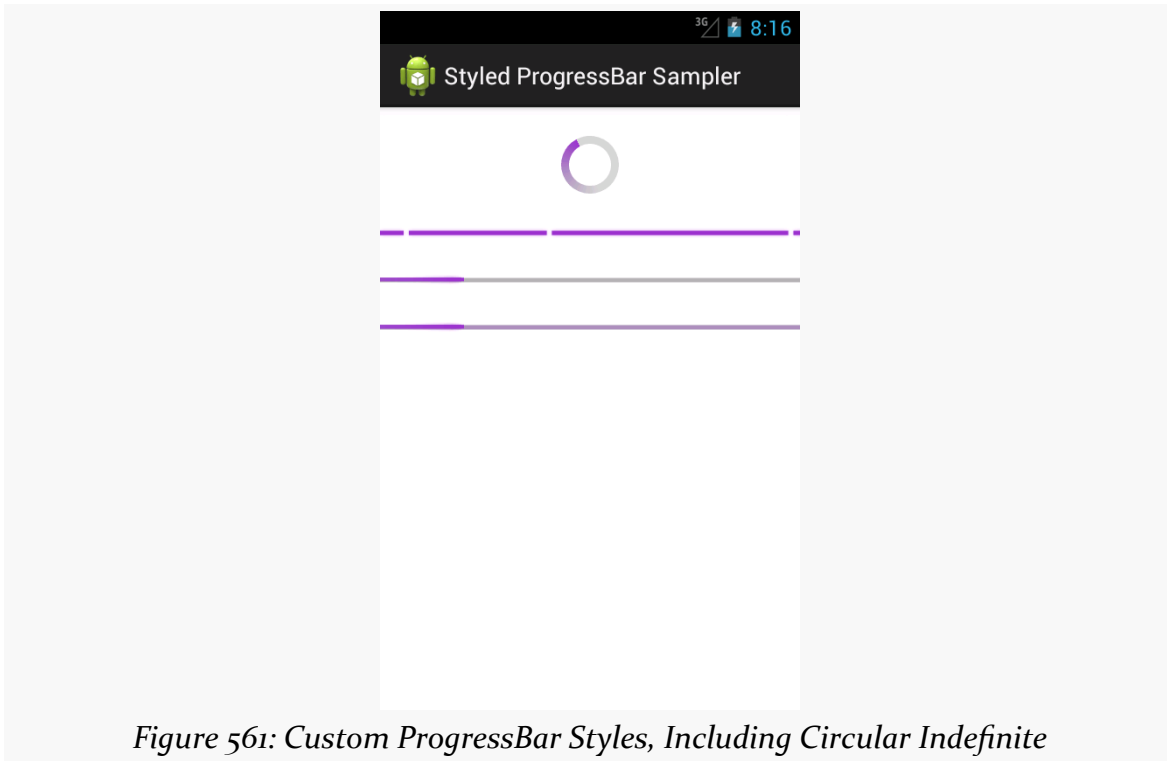 3G 8:16
Styled ProgressBar Sampler
Figure 561: Custom ProgressBar Styles, Including Circular Indefinite